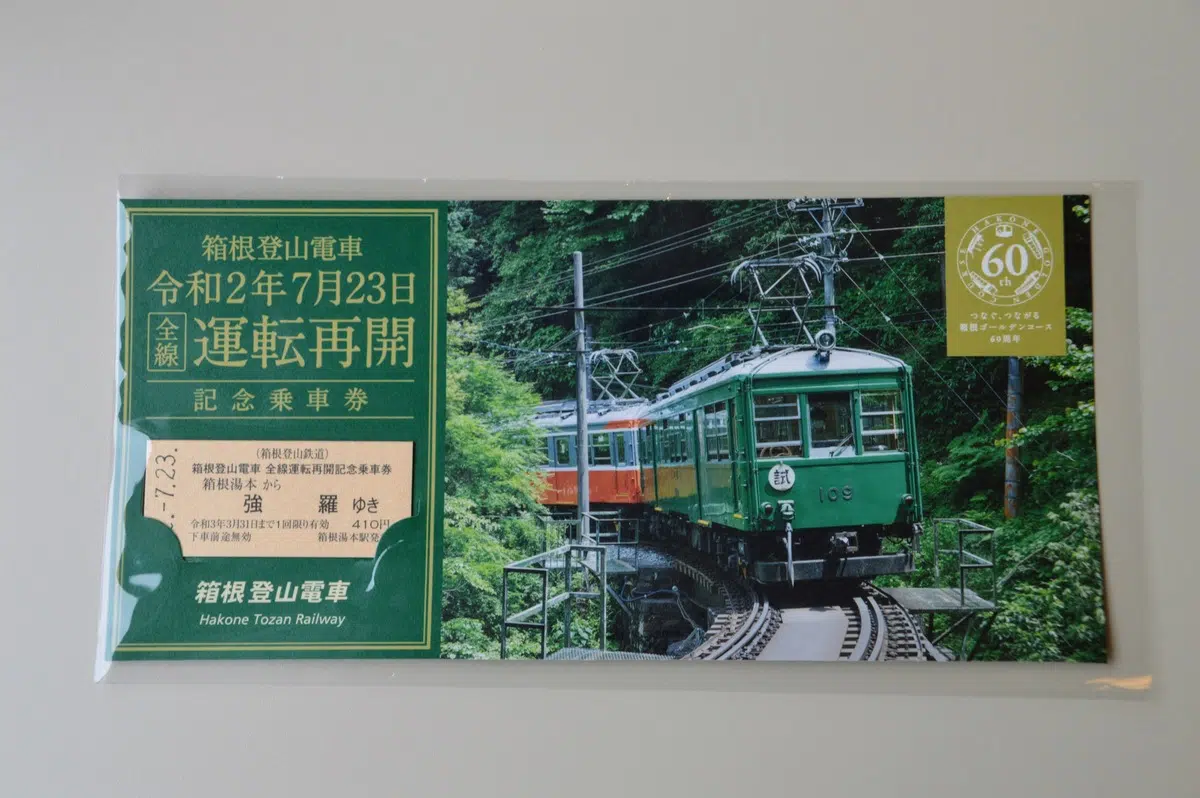 箱根登山電車
令和2年7月23日
全線 運転再開
記念乗車券
-7.23.
(箱根登山鉄道)
箱根登山電車 全線運転再開記念乗車券
箱根湯本 から
強羅 ゆき
令和3年3月31日まで1回限り有効 410円
下車前途無効 箱根湯本駅発
箱根登山電車
Hakone Tozan Railway
HAKONE GOLDEN COURSE
60
th
つなぐ、つながる
箱根ゴールデンコース
60周年
試
109